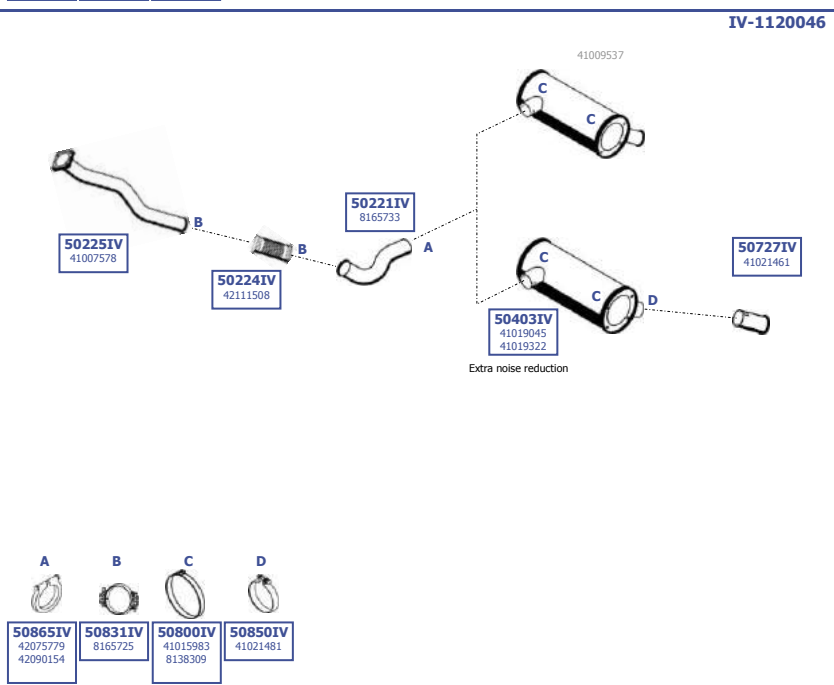 IV-1120046
41009537
C
C
50221IV
8165733
B
50225IV
41007578
B
A
50224IV
42111508
C
C
D
50727IV
41021461
50403IV
41019045
41019322
Extra noise reduction
A
B
C
D
50865IV
42075779
42090154
50831IV
8165725
50800IV
41015983
8138309
50850IV
41021481